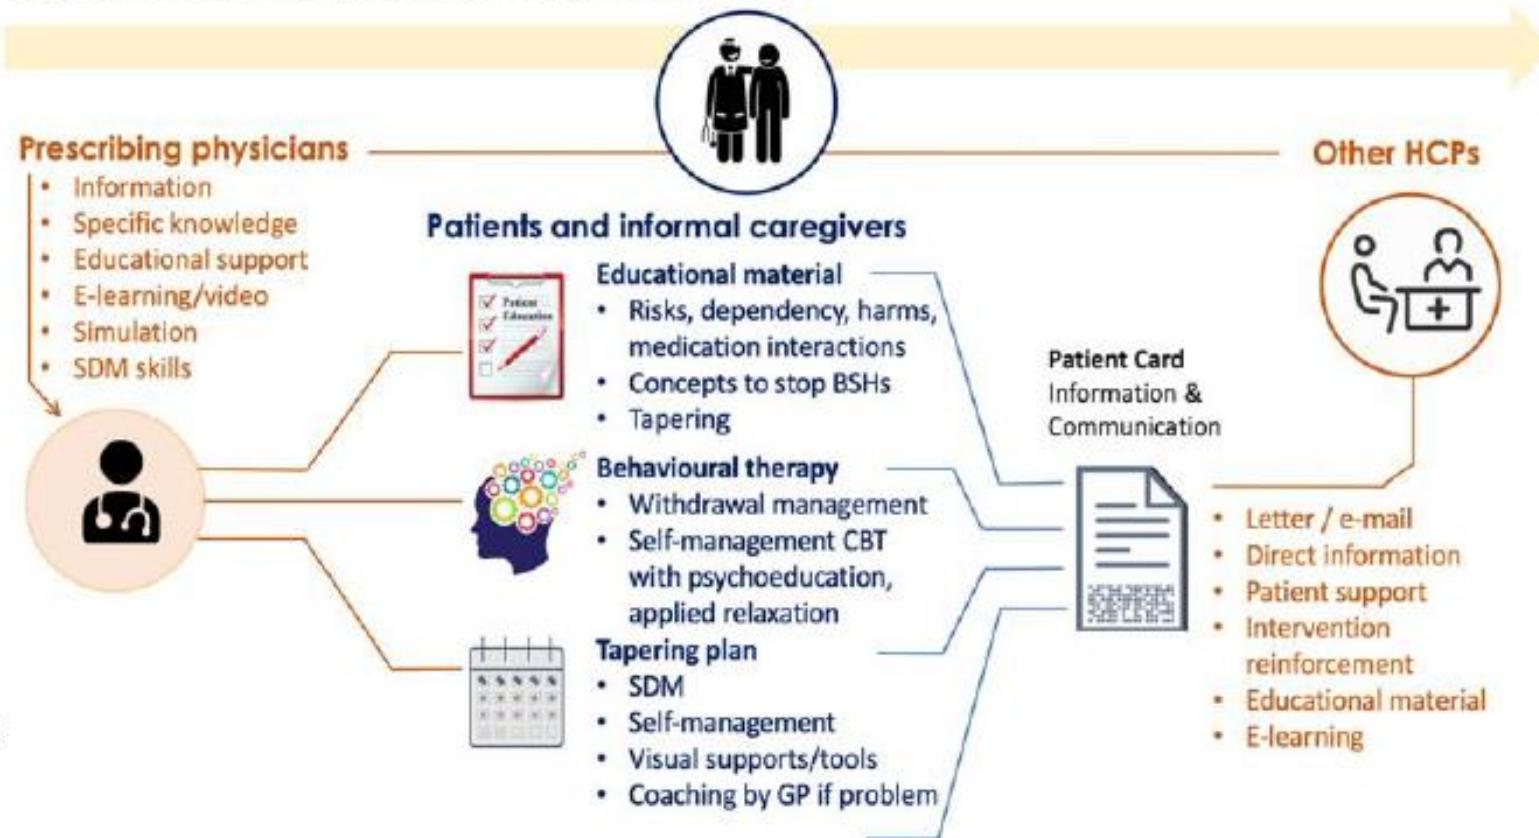 Prescribing physicians
• Information
• Specific knowledge
• Educational support
• E-learning/video
• Simulation
• SDM skills
Patients and informal caregivers
Patient
Education
Educational material
• Risks, dependency, harms,
medication interactions
• Concepts to stop BSHs
• Tapering
Behavioural therapy
• Withdrawal management
• Self-management CBT
with psychoeducation,
applied relaxation
Tapering plan
• SDM
• Self-management
• Visual supports/tools
• Coaching by GP if problem
Patient Card
Information &
Communication
Other HCPs
• Letter / e-mail
• Direct information
• Patient support
• Intervention
reinforcement
• Educational material
• E-learning